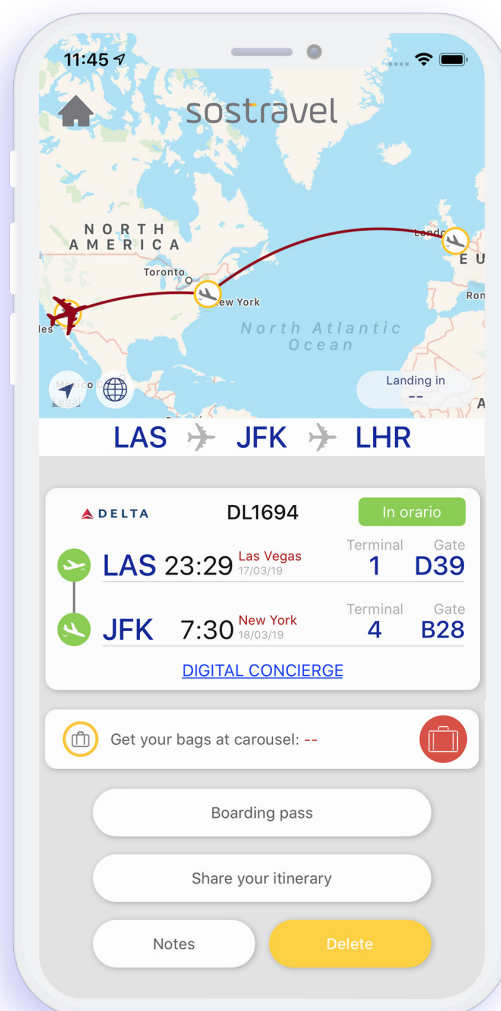 11:45
sostravel
NORTH
AMERICA
Toronto
New York
North Atlantic
Ocean
Legal
Landing in
--
LAS JFK LHR
DELTA DL1694 In orario
Terminal Gate
LAS 23:29 Las Vegas 17/03/19 1 D39
Terminal Gate
JFK 7:30 New York 18/03/19 4 B28
DIGITAL CONCIERGE
Get your bags at carousel: --
Boarding pass
Share your itinerary
Notes Delete